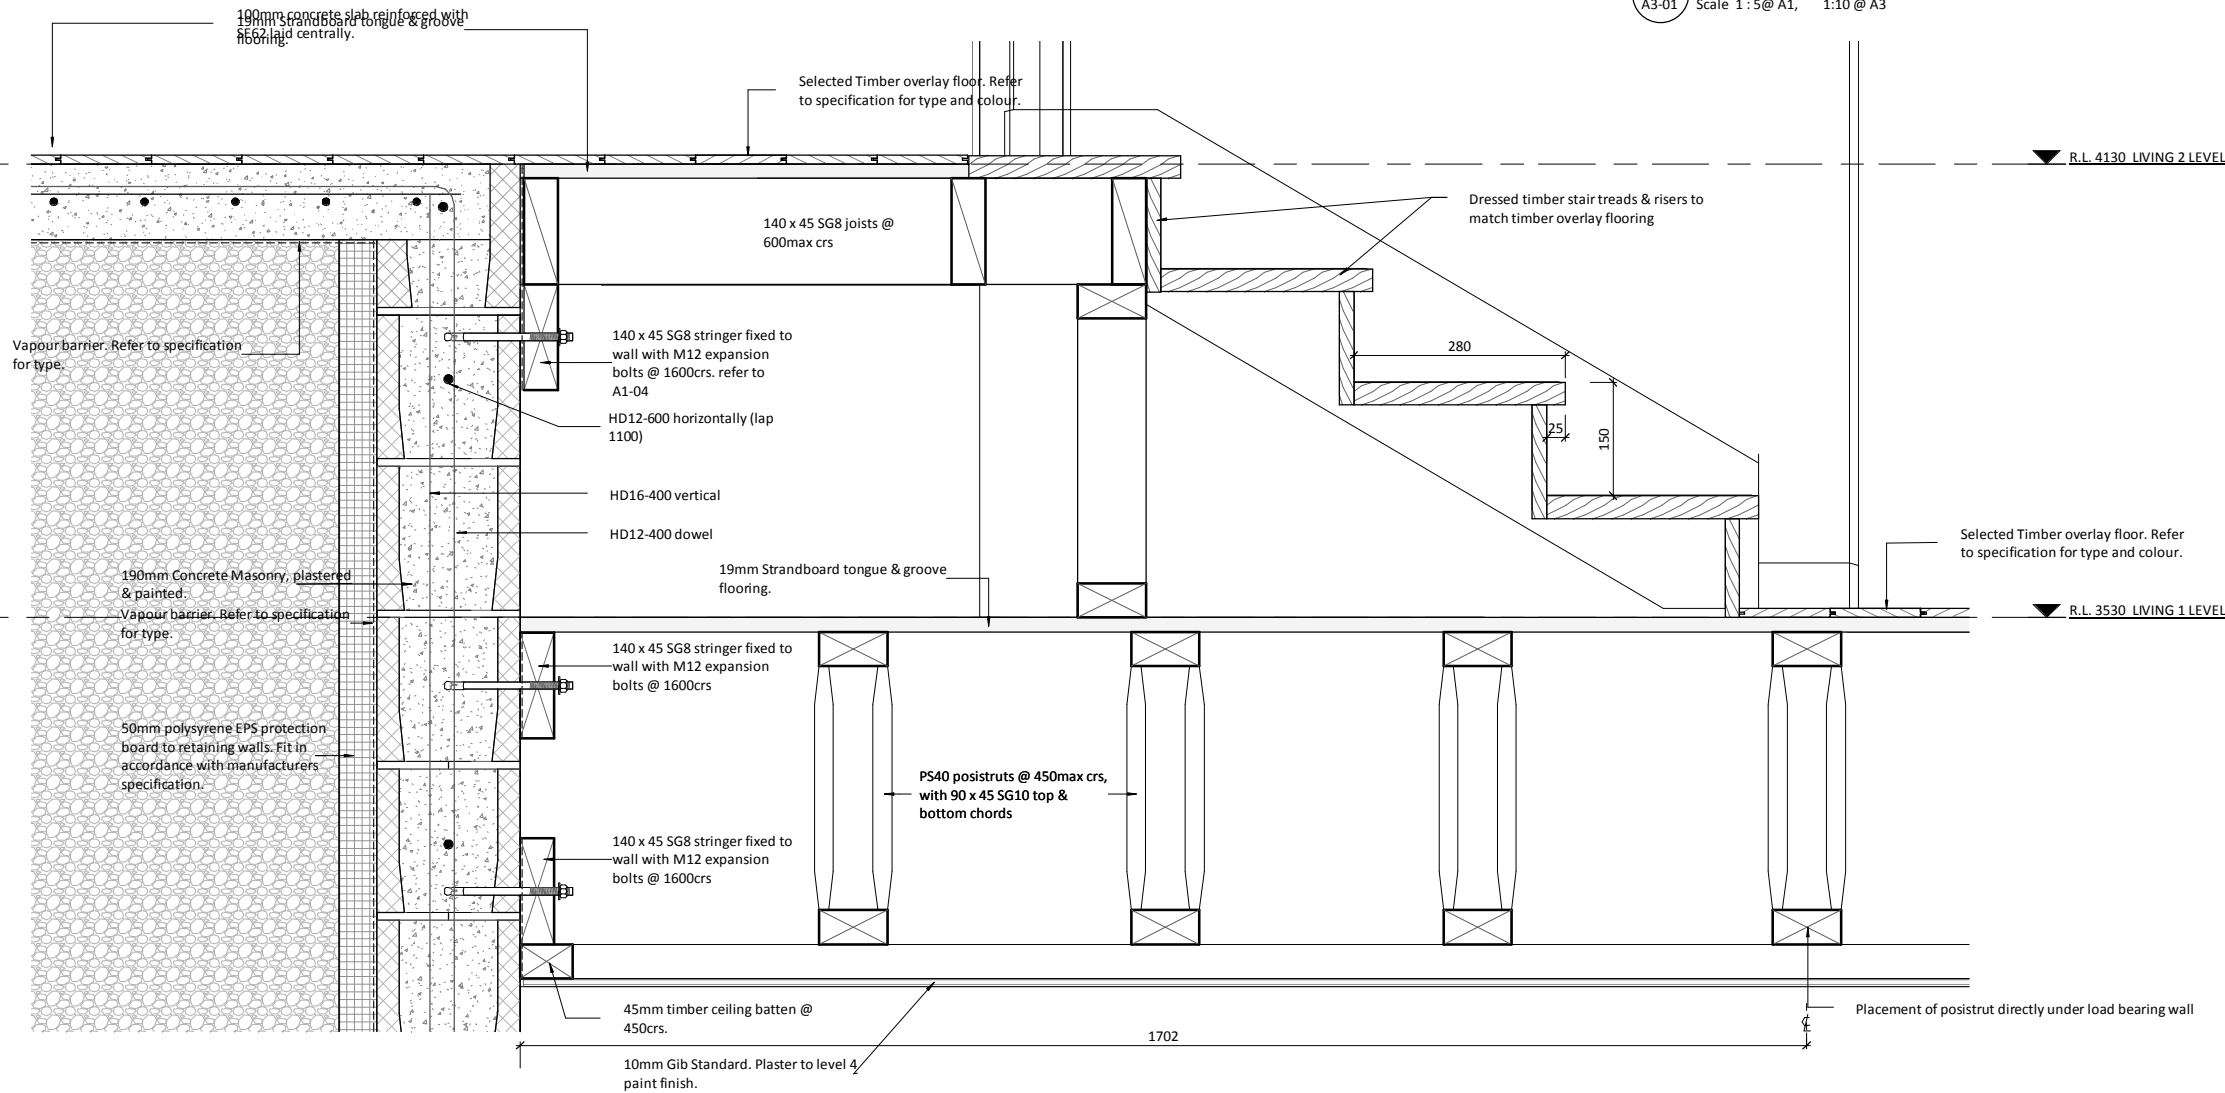 100mm concrete slab reinforced with
SE62 laid centrally.
19mm Strandboard tongue & groove
flooring.
A3-01
Scale 1 : 5@ A1, 1:10 @ A3
Selected Timber overlay floor. Refer
to specification for type and colour.
R.L. 4130 LIVING 2 LEVEL
Dressed timber stair treads & risers to
match timber overlay flooring
140 x 45 SG8 joists @
600max crs
Vapour barrier. Refer to specification
for type.
140 x 45 SG8 stringer fixed to
wall with M12 expansion
bolts @ 1600crs. refer to
A1-04
280
25
150
HD12-600 horizontally (lap
1100)
HD16-400 vertical
HD12-400 dowel
Selected Timber overlay floor. Refer
to specification for type and colour.
19mm Strandboard tongue & groove
flooring.
190mm Concrete Masonry, plastered
& painted.
Vapour barrier. Refer to specification
for type.
R.L. 3530 LIVING 1 LEVEL
140 x 45 SG8 stringer fixed to
wall with M12 expansion
bolts @ 1600crs
50mm polysyrene EPS protection
board to retaining walls. Fit in
accordance with manufacturers
specification.
PS40 posistruts @ 450max crs,
with 90 x 45 SG10 top &
bottom chords
140 x 45 SG8 stringer fixed to
wall with M12 expansion
bolts @ 1600crs
45mm timber ceiling batten @
450crs.
Placement of posistrut directly under load bearing wall
1702
10mm Gib Standard. Plaster to level 4
paint finish.